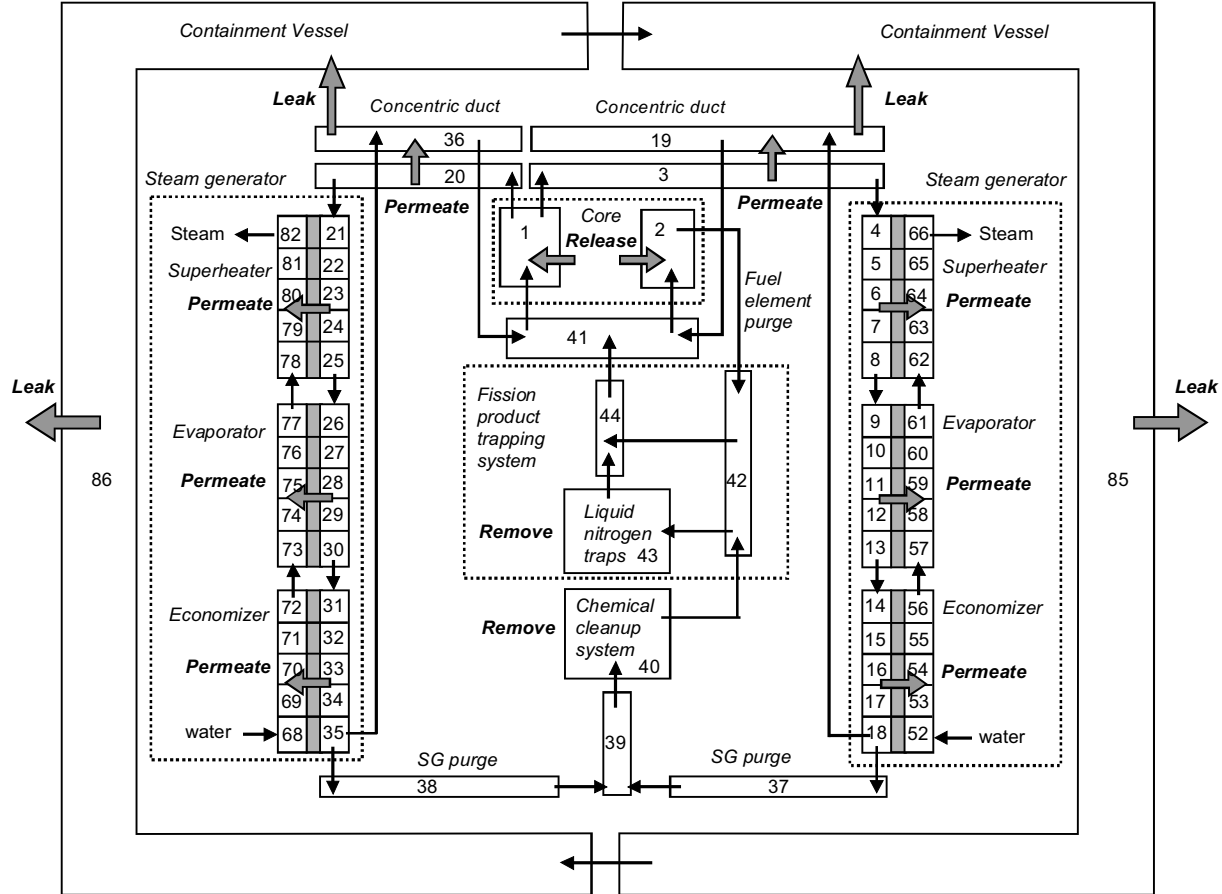 Containment Vessel
Containment Vessel
Leak
Concentric duct
Concentric duct
Leak
36
19
20
3
Steam generator
Permeate
Permeate
Steam generator
Steam
82 21
81 22
80 23
79 24
78 25
Superheater
Permeate
1
Core
Release
2
4 66
5 65
6 64
7 63
8 62
Steam
Superheater
Permeate
Fuel
element
purge
41
Leak
86
77 26
76 27
75 28
74 29
73 30
Evaporator
Permeate
Fission
product
trapping
system
44
42
Remove
Liquid
nitrogen
traps 43
9 61
10 60
11 59
12 58
13 57
Evaporator
Permeate
Leak
85
72 31
71 32
70 33
69 34
68 35
Economizer
Permeate
water
Remove
Chemical
cleanup
system
40
14 56
15 55
16 54
17 53
18 52
Economizer
Permeate
water
39
SG purge
SG purge
38
37